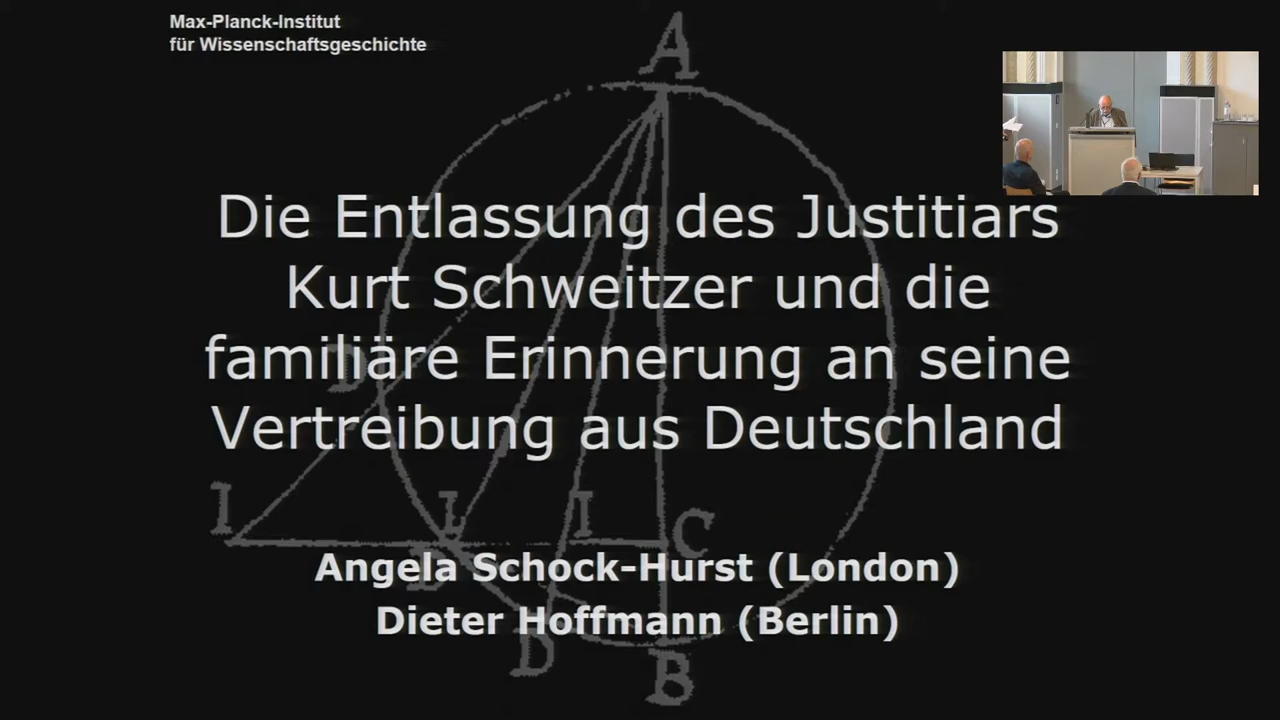 Max-Planck-Institut
für Wissenschaftsgeschichte
A
Die Entlassung des Justitiars
Kurt Schweitzer und die
familiäre Erinnerung an seine
Vertreibung aus Deutschland
D
I L I C
D
Angela Schock-Hurst (London)
Dieter Hoffmann (Berlin)
D B